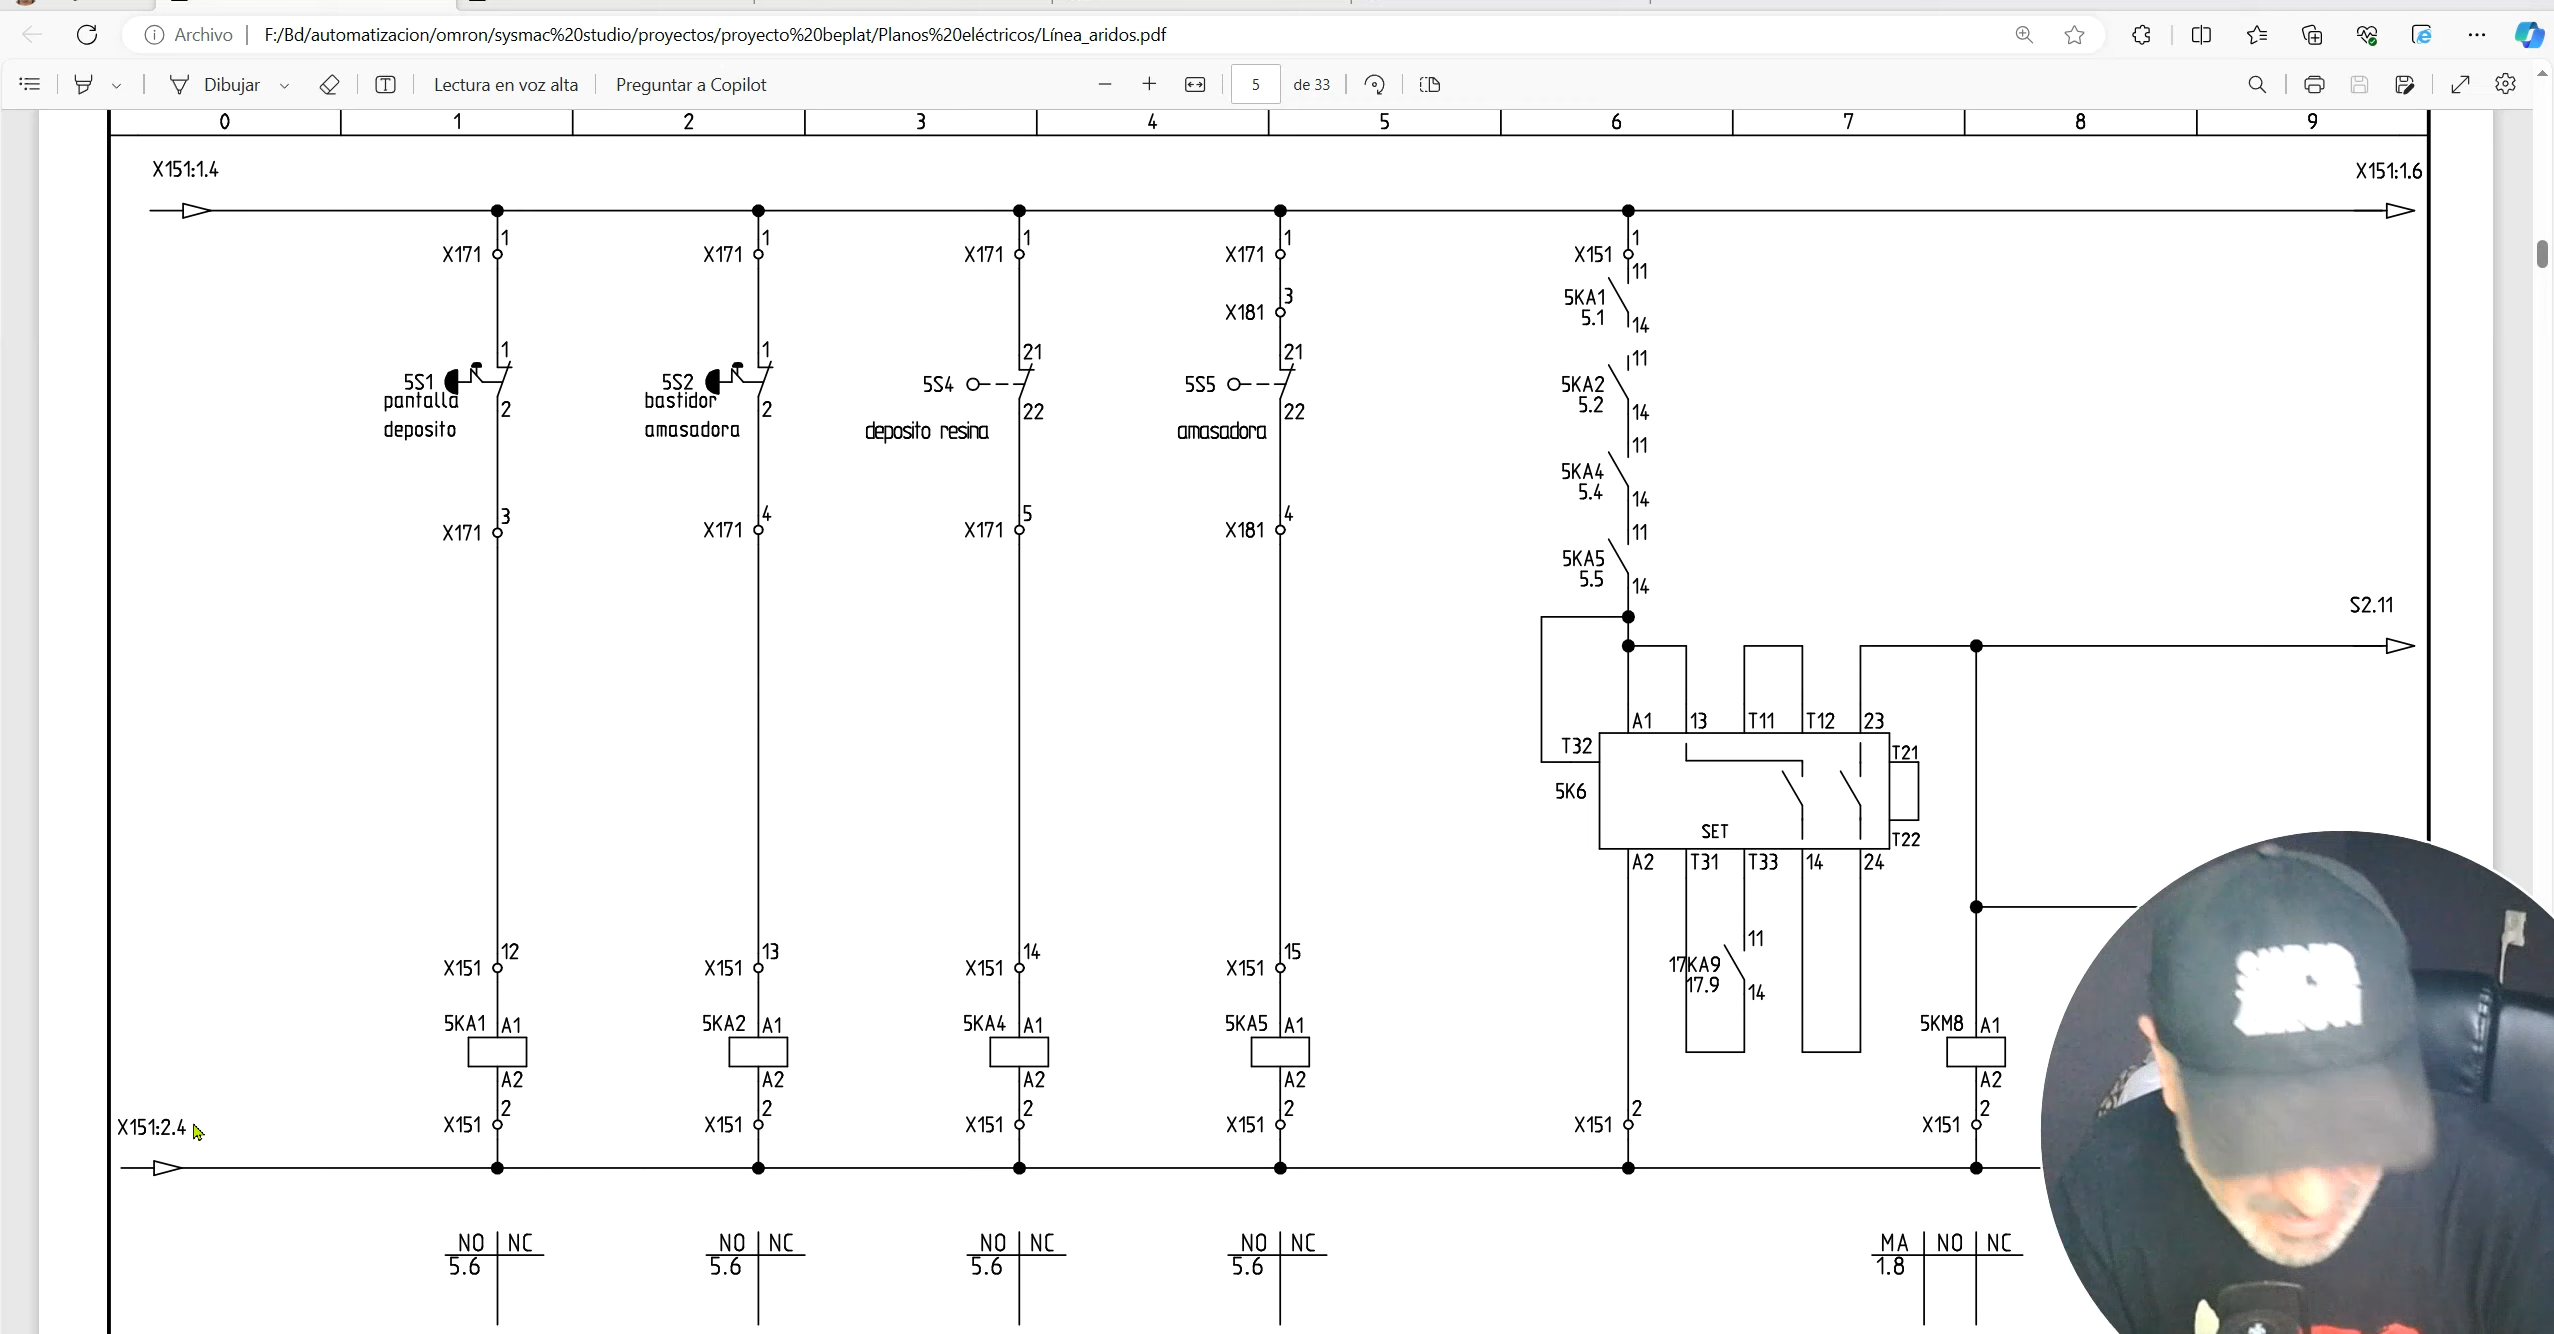 Archivo
F:/Bd/automatizacion/omron/sysmac%20studio/proyectos/proyecto%20beplat/Planos%20eléctricos/Línea_aridos.pdf
Dibujar
Lectura en voz alta
Preguntar a Copilot
5
de 33
0 1 2 3 4 5 6 7 8 9
X151:1.4
X151:1.6
1 1 1 1 1
X171 X171 X171 X171 X151
11
3
X181
5KA1
5.1
14
1 1 21 21
11
5S1
pantalla
deposito
2
5S2
bastidor
amasadora
2
5S4
22
deposito resina
5S5
22
amasadora
5KA2
5.2
14
11
5KA4
5.4
14
11
3 4 5 4
X171 X171 X171 X181
5KA5
5.5
14
S2.11
A1 13 T11 T12 23
T32
T21
5K6
SET
T22
A2 T31 T33 14 24
12 13 14 15
X151 X151 X151 X151
11
17KA9
17.9
14
5KA1 A1 5KA2 A1 5KA4 A1 5KA5 A1 5KM8 A1
A2 A2 A2 A2 A2
2 2 2 2 2 2
X151:2.4
X151 X151 X151 X151 X151 X151
NO NC NO NC NO NC NO NC MA NO NC
5.6 5.6 5.6 5.6 1.8